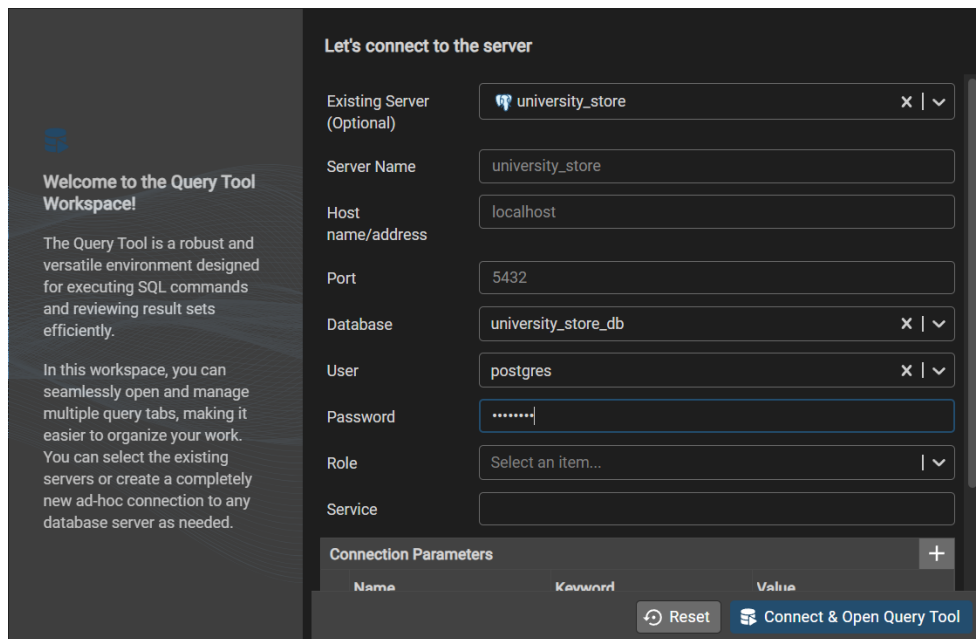 Welcome to the Query Tool
Workspace!
The Query Tool is a robust and
versatile environment designed
for executing SQL commands
and reviewing result sets
efficiently.
In this workspace, you can
seamlessly open and manage
multiple query tabs, making it
easier to organize your work.
You can select the existing
servers or create a completely
new ad-hoc connection to any
database server as needed.
Let's connect to the server
Existing Server
(Optional)
university_store
Server Name
university_store
Host
name/address
localhost
Port
5432
Database
university_store_db
User
postgres
Password
••••••••
Role
Select an item...
Service
Connection Parameters
Name Keyword Value
Reset
Connect & Open Query Tool